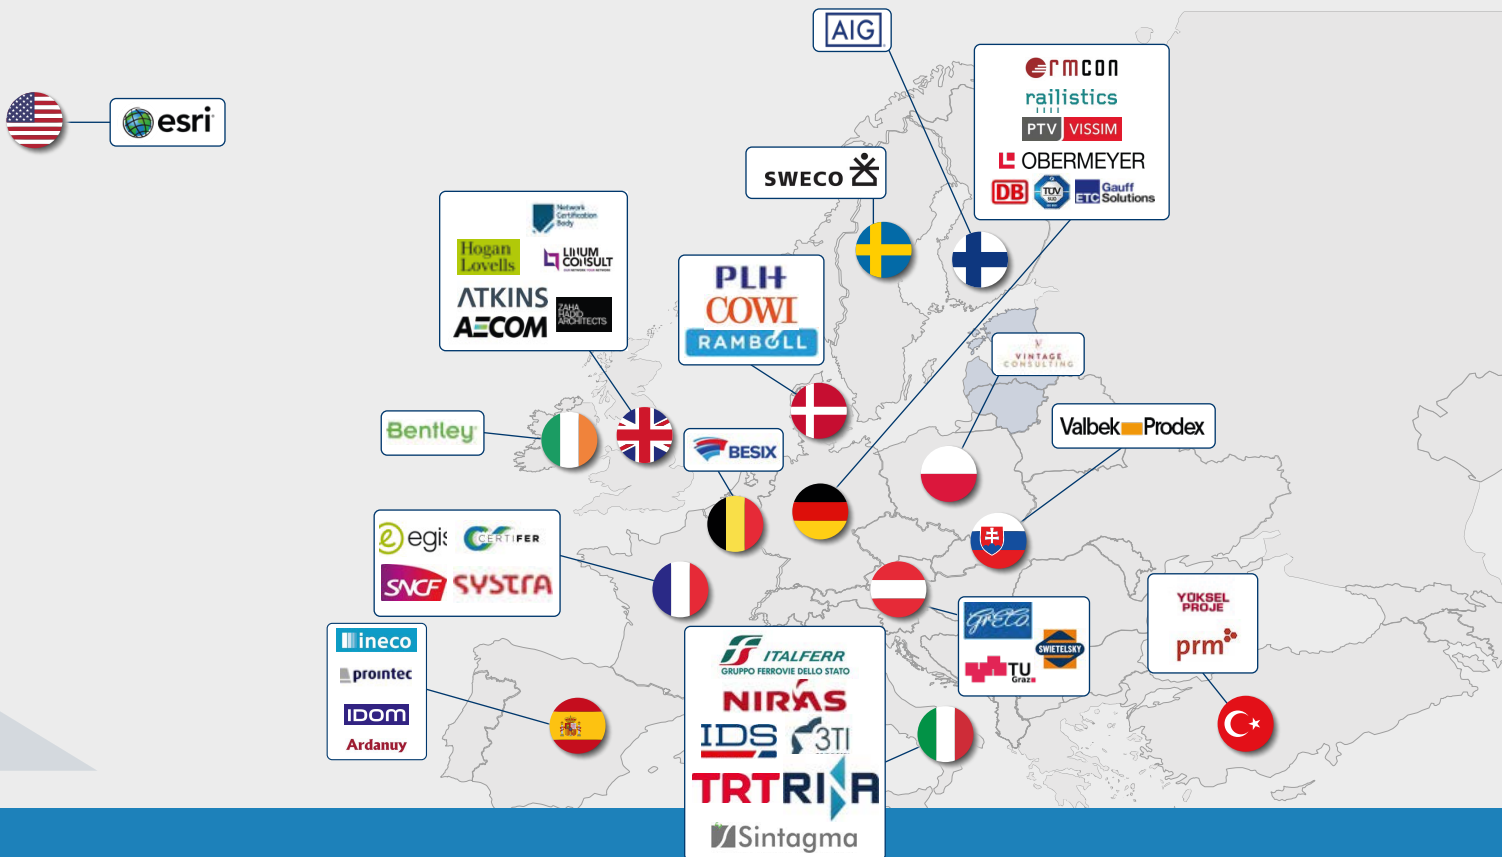 AIG
rmcon
railistics
PTV VISSIM
OBERMEYER
DB
TÜV
SÜD
ETC
Gauff
Solutions
esri
SWECO
Network
Certification
Body
Hogan
Lovells
LINUM
CONSULT
ATKINS
ZAHA
HADID
ARCHITECTS
AECOM
PLH
COWI
RAMBOLL
VINTAGE
CONSULTING
Bentley
BESIX
Valbek Prodex
egis
CERTIFER
SNCF
SYSTRA
ineco
prointec
IDOM
Ardanuy
ITALFERR
GRUPPO FERROVIE DELLO STATO
NIRAS
IDS
3TI
TRT
RINA
Sintagma
GrECo
SWIETELSKY
TU
Graz
YÜKSEL
PROJE
prm